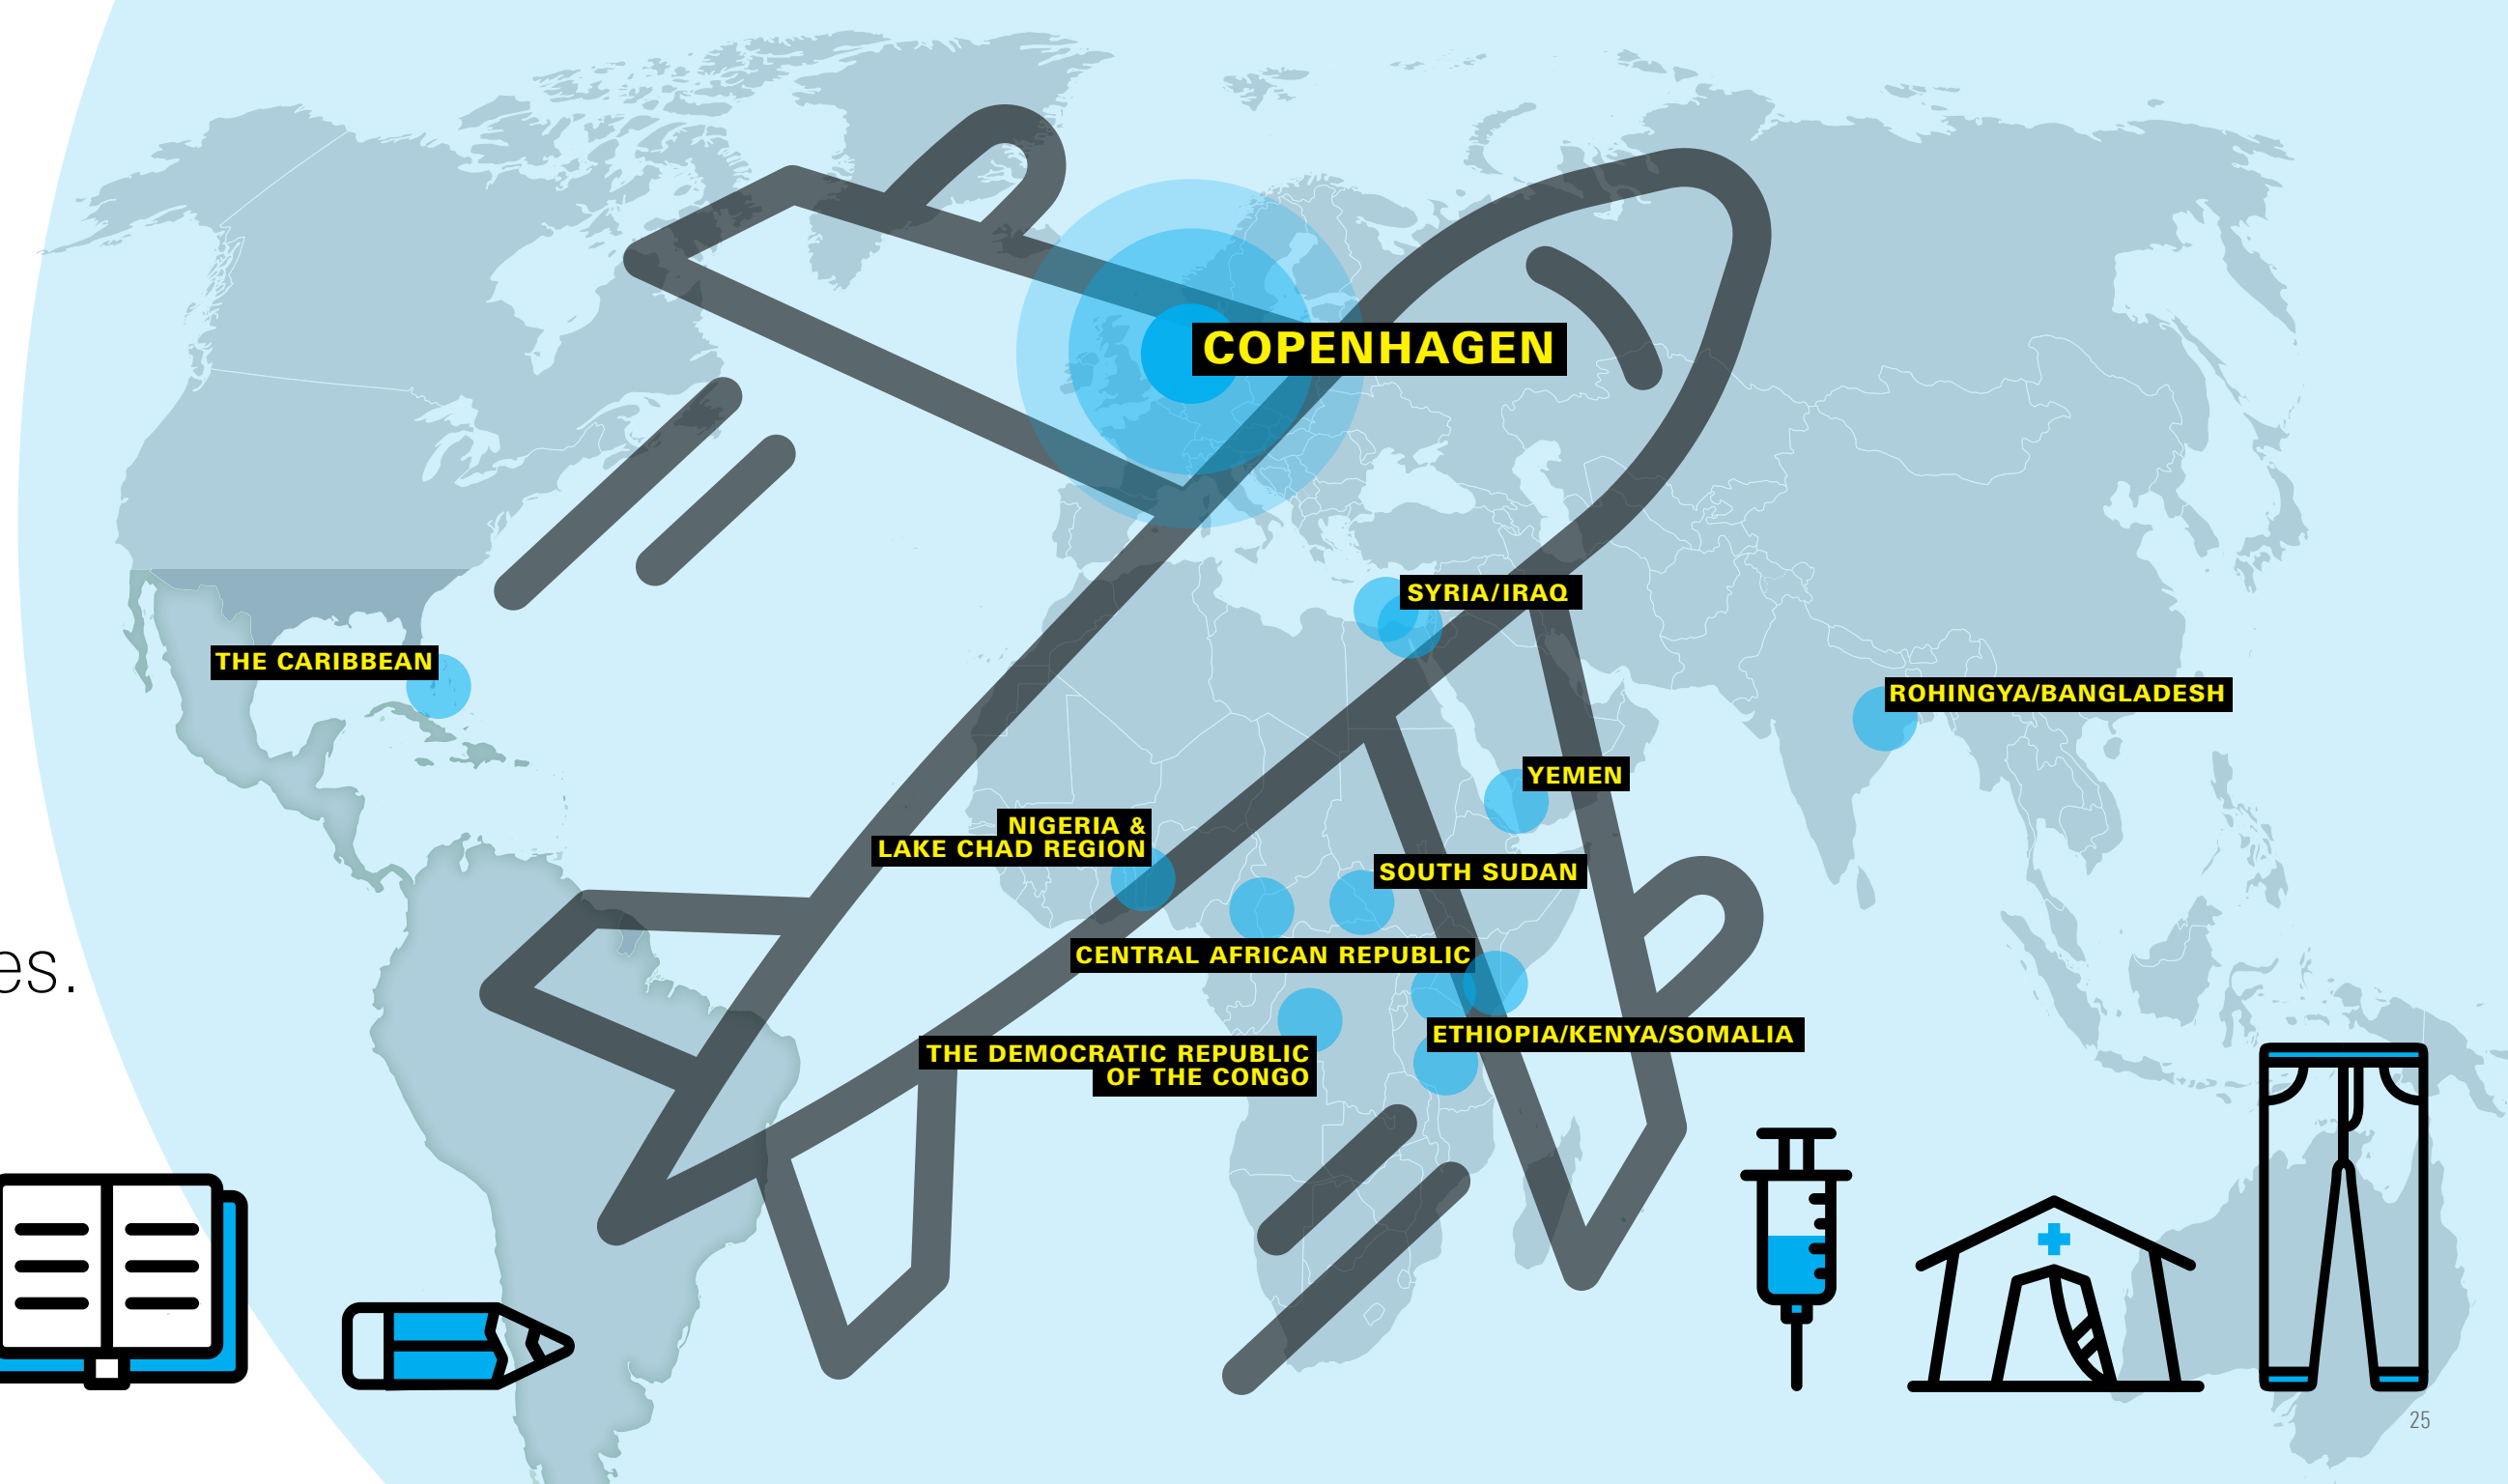 COPENHAGEN
SYRIA/IRAQ
THE CARIBBEAN
ROHINGYA/BANGLADESH
YEMEN
NIGERIA &
LAKE CHAD REGION
SOUTH SUDAN
CENTRAL AFRICAN REPUBLIC
es.
ETHIOPIA/KENYA/SOMALIA
THE DEMOCRATIC REPUBLIC
OF THE CONGO
25